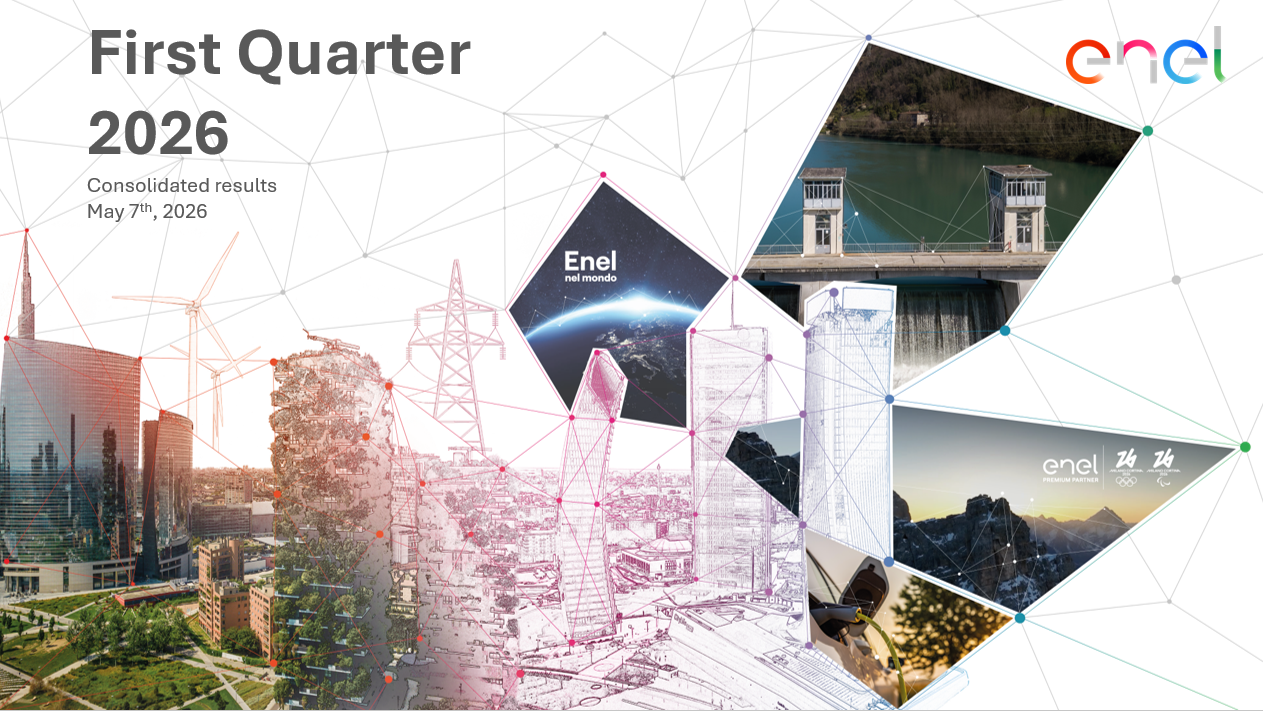 First Quarter
2026
Consolidated results
May 7th, 2026
enel
Enel
nel mondo
enel
PREMIUM PARTNER